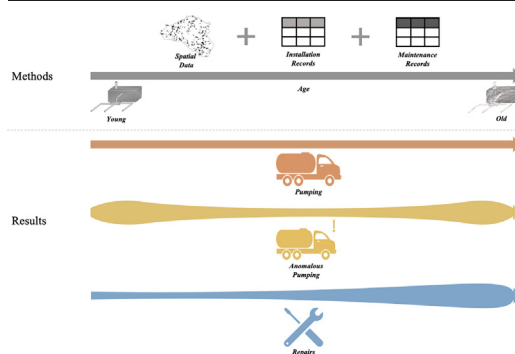 Spatial
Data
Installation
Records
Maintenance
Records
Methods
Age
Young
Old
Pumping
Results
!
Anomalous
Pumping
Repairs